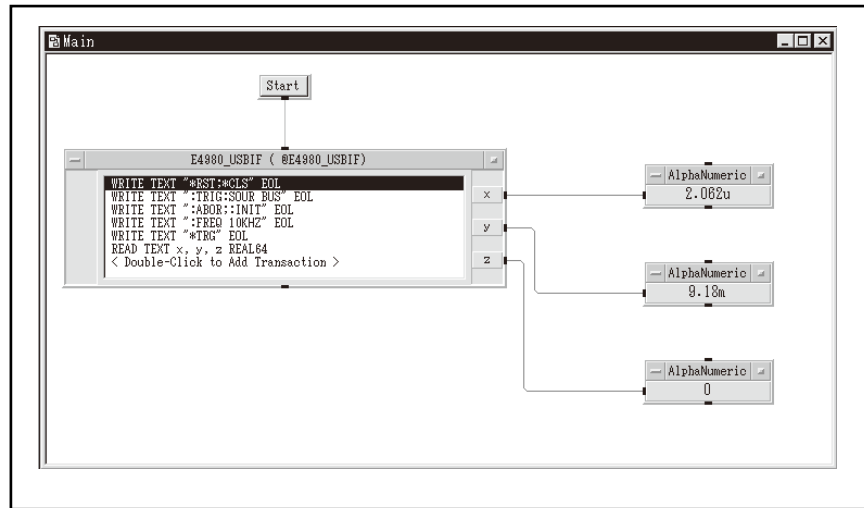 Main
Start
E4980_USBIF ( @E4980_USBIF)
WRITE TEXT "*RST;*CLS" EOL
WRITE TEXT ":TRIG:SOUR BUS" EOL
WRITE TEXT ":ABOR;:INIT" EOL
WRITE TEXT ":FREQ 10KHZ" EOL
WRITE TEXT "*TRG" EOL
READ TEXT x, y, z REAL64
< Double-Click to Add Transaction >
x
y
z
AlphaNumeric
2.062u
AlphaNumeric
9.18m
AlphaNumeric
0